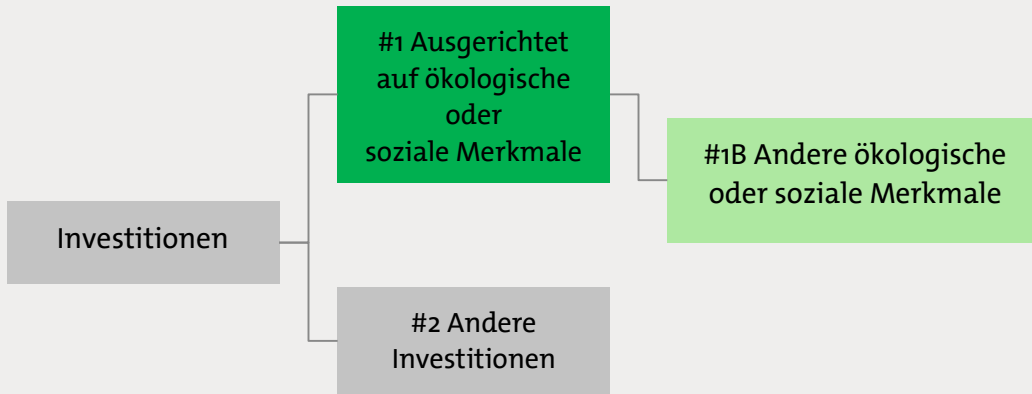 #1 Ausgerichtet
auf ökologische
oder
soziale Merkmale
#1B Andere ökologische
oder soziale Merkmale
Investitionen
#2 Andere
Investitionen